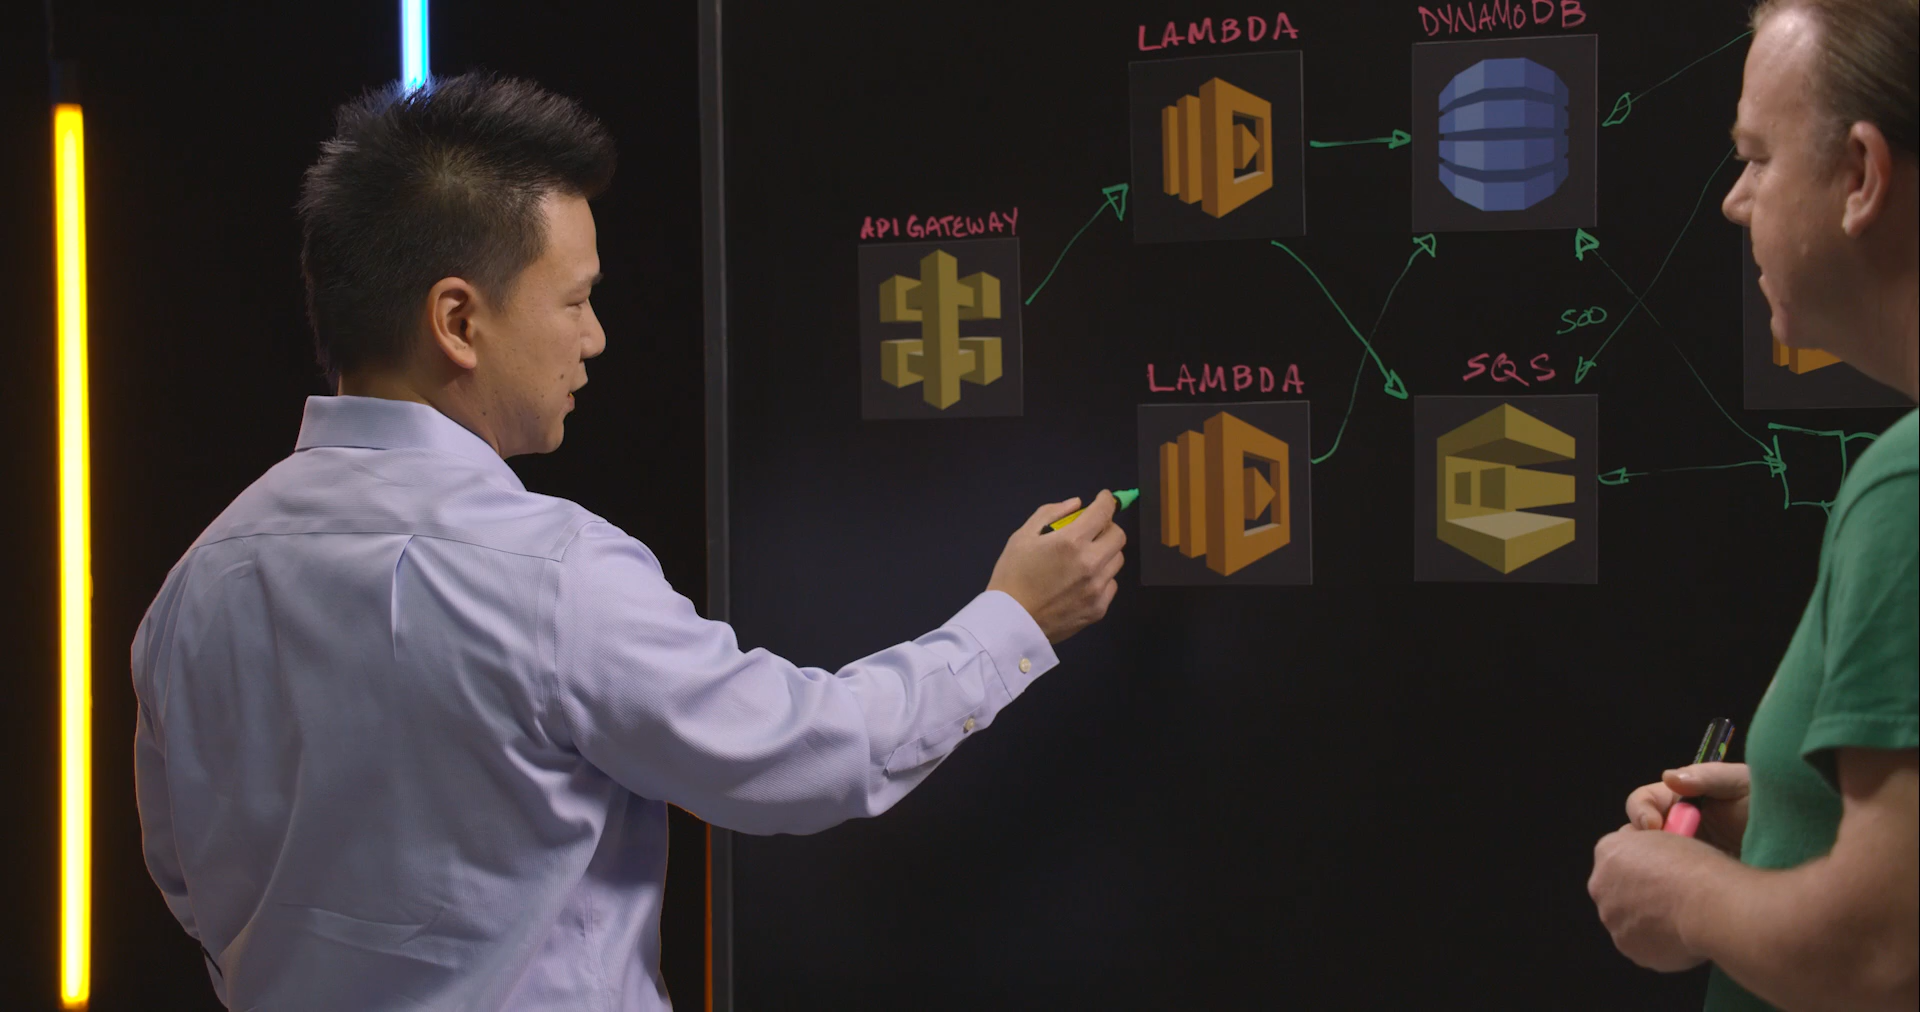 LAMBDA
DYNAMODB
API GATEWAY
500
LAMBDA
SQS